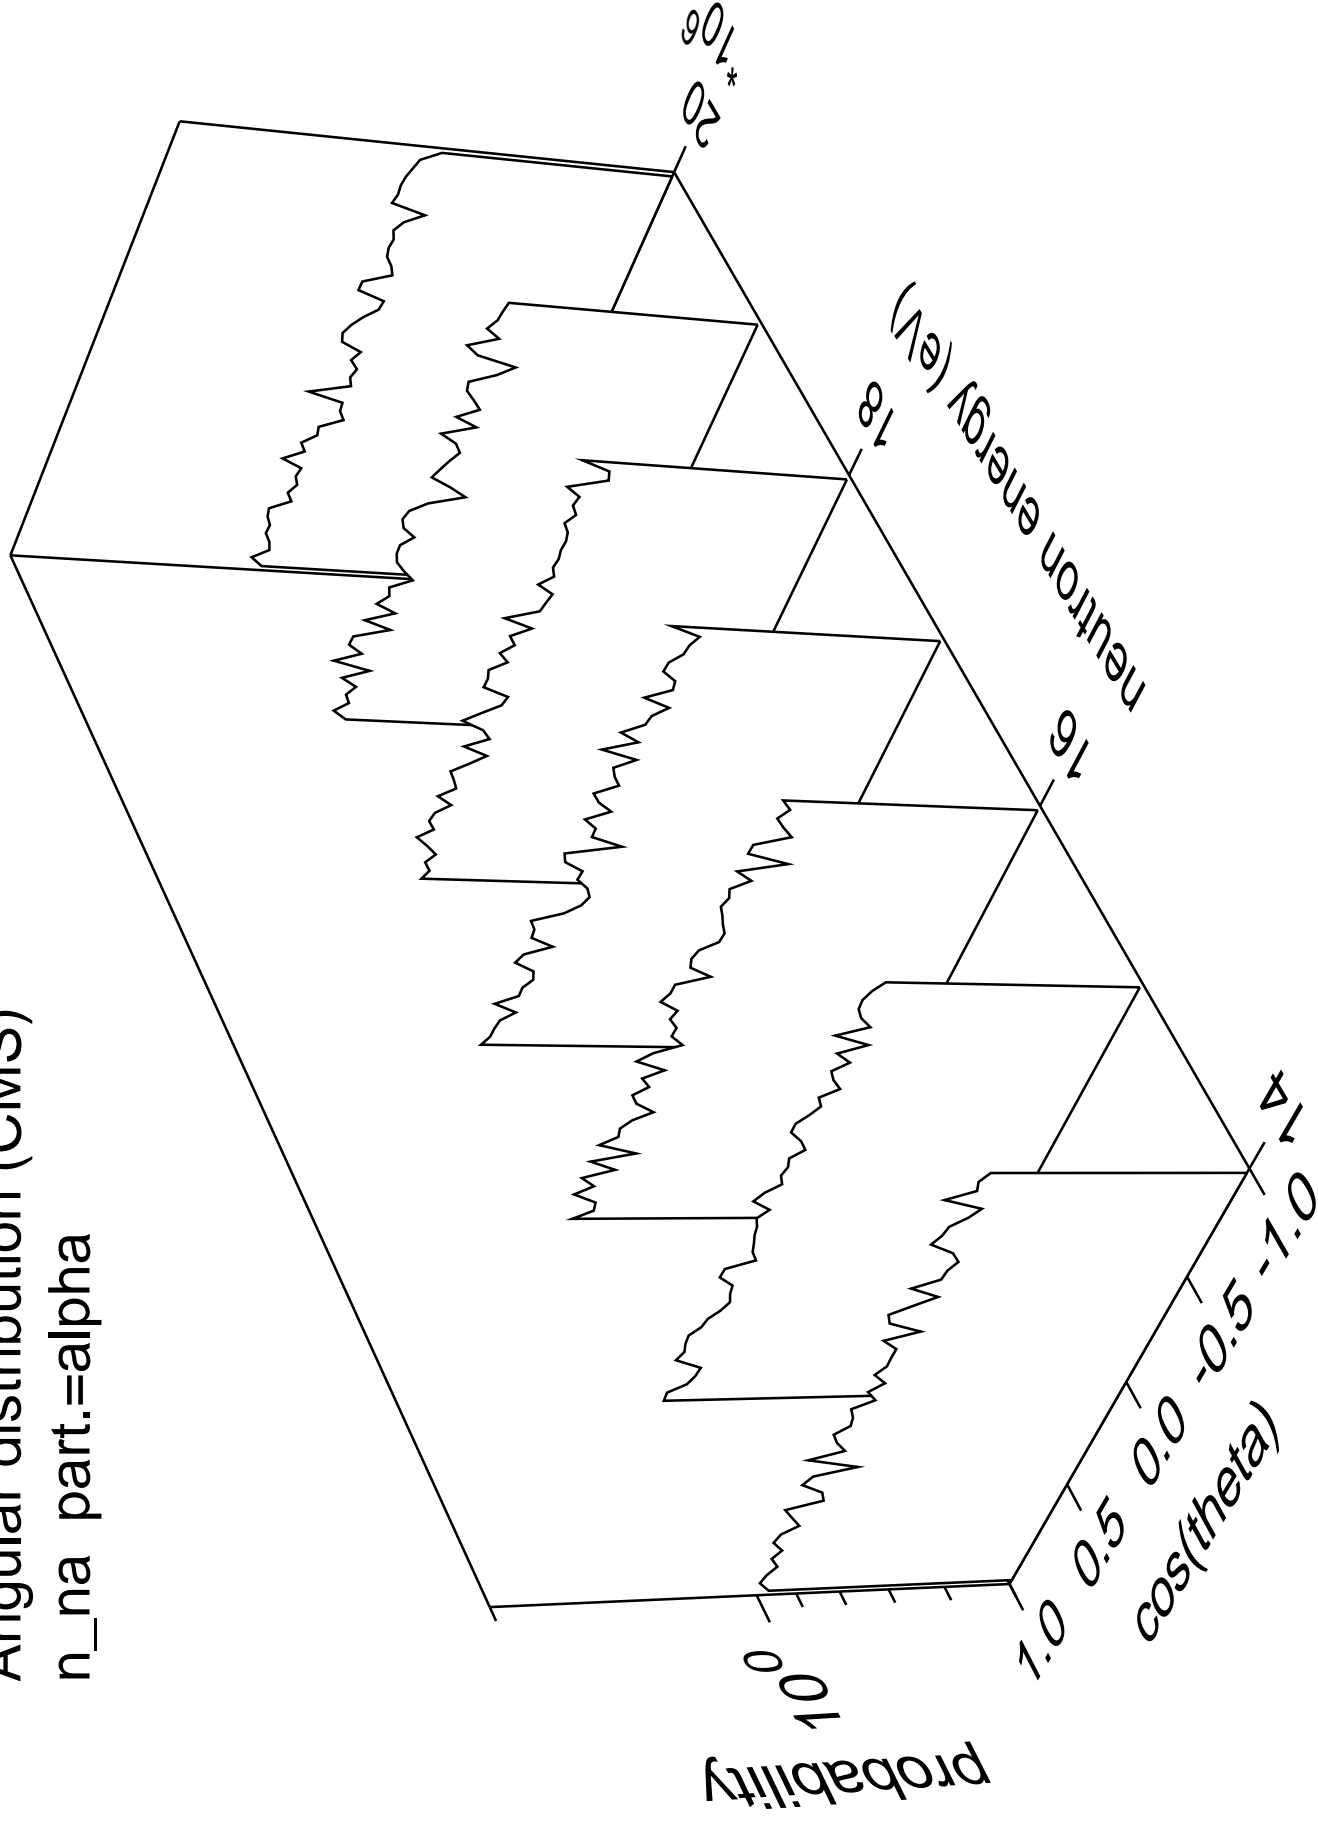 Angular distribution (CMS)
n_na part.=alpha
probability
10^0
1.0 0.5 0.0 -0.5 -1.0
cos(theta)
14 16 18 20 *10^6
neutron energy (eV)